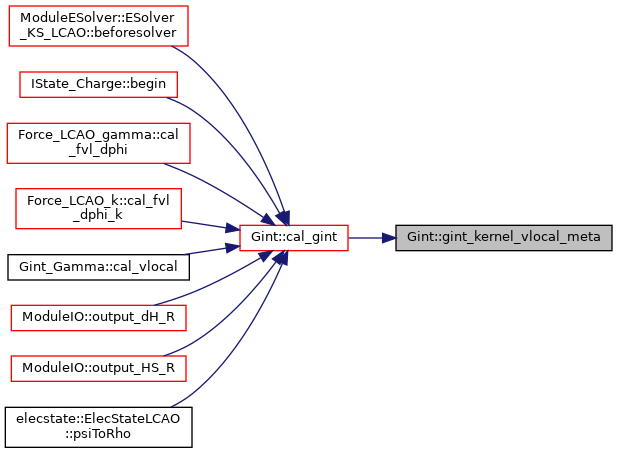 ModuleESolver::ESolver
_KS_LCAO::beforesolver
IState_Charge::begin
Force_LCAO_gamma::cal
_fvl_dphi
Force_LCAO_k::cal_fvl
_dphi_k
Gint_Gamma::cal_vlocal
ModuleIO::output_dH_R
ModuleIO::output_HS_R
elecstate::ElecStateLCAO
::psiToRho
Gint::cal_gint
Gint::gint_kernel_vlocal_meta